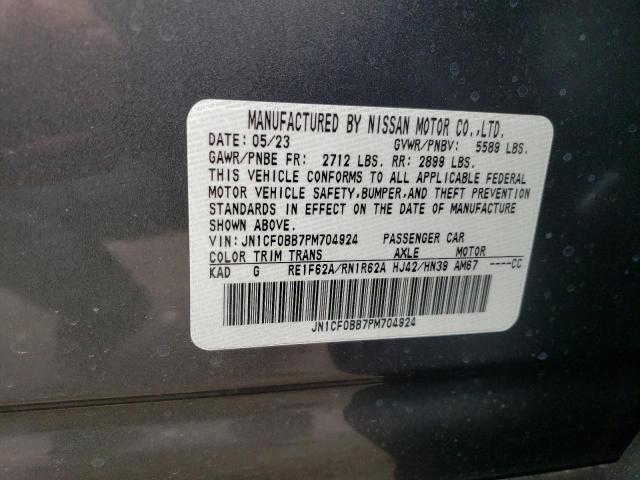 MANUFACTURED BY NISSAN MOTOR CO.,LTD.
DATE: 05/23 GVWR/PNBV: 5589 LBS.
GAWR/PNBE FR: 2712 LBS. RR: 2899 LBS.
THIS VEHICLE CONFORMS TO ALL APPLICABLE FEDERAL
MOTOR VEHICLE SAFETY,BUMPER,AND THEFT PREVENTION
STANDARDS IN EFFECT ON THE DATE OF MANUFACTURE
SHOWN ABOVE.
VIN: JN1CF0BB7PM704924 PASSENGER CAR
COLOR TRIM TRANS AXLE MOTOR
KAD G RE1F62A/RN1R62A HJ42/HN39 AM67 ----CC
JN1CF0BB7PM704924